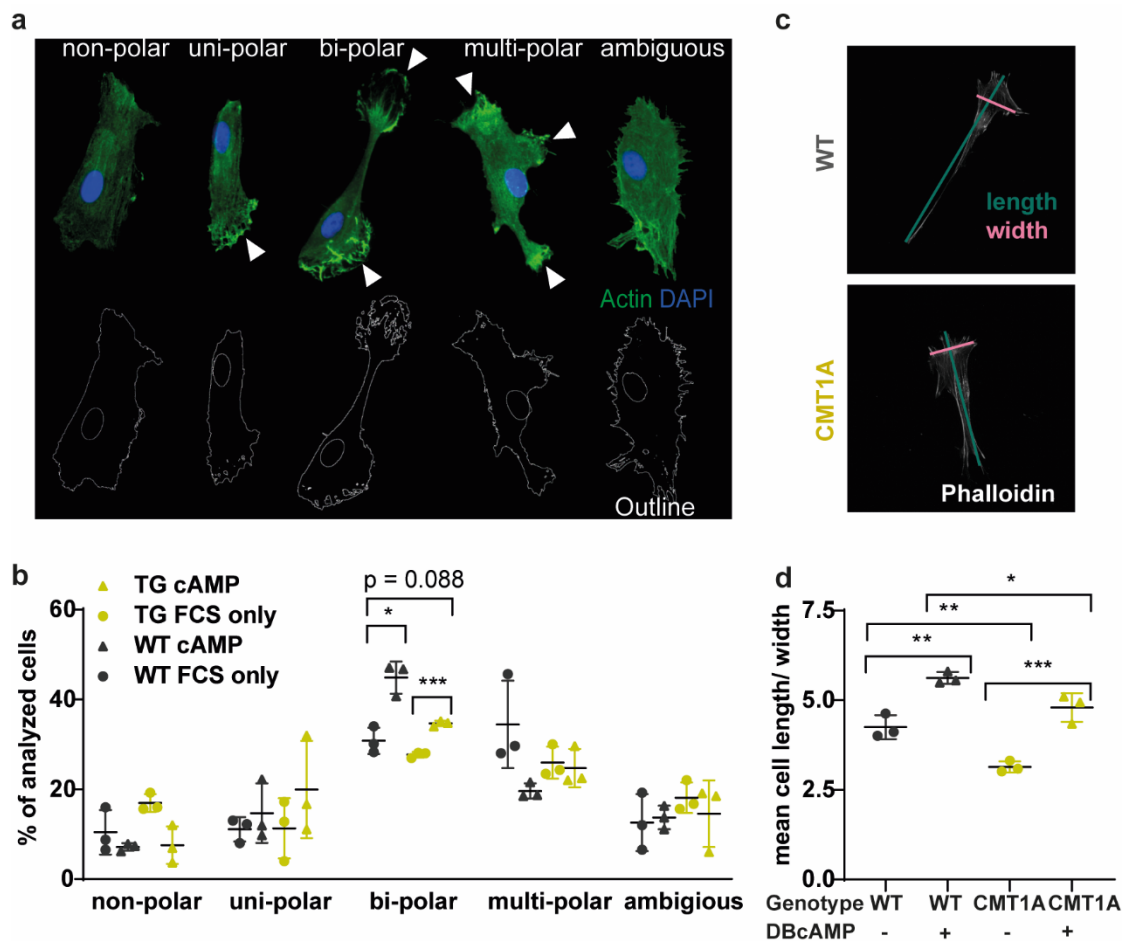 a
non-polar uni-polar bi-polar multi-polar ambiguous
Actin DAPI
Outline
c
WT
length
width
CMT1A
Phalloidin
b
TG cAMP
TG FCS only
WT cAMP
WT FCS only
p = 0.088
*
***
% of analyzed cells
60
40
20
0
non-polar uni-polar bi-polar multi-polar ambigious
d
*
**
**
***
mean cell length/ width
7.5
5.0
2.5
0.0
Genotype WT WT CMT1A CMT1A
DBcAMP - + - +